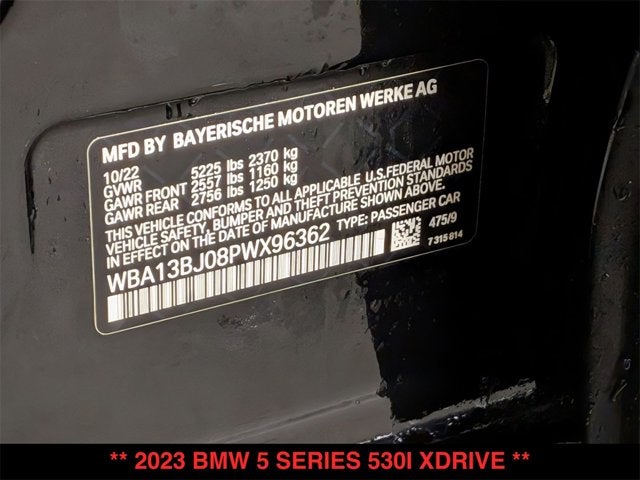 MFD BY BAYERISCHE MOTOREN WERKE AG
10/22
GVWR 5225 lbs 2370 kg
GAWR FRONT 2557 lbs 1160 kg
GAWR REAR 2756 lbs 1250 kg
THIS VEHICLE CONFORMS TO ALL APPLICABLE U.S.FEDERAL MOTOR
VEHICLE SAFETY, BUMPER AND THEFT PREVENTION STANDARDS
IN EFFECT ON THE DATE OF MANUFACTURE SHOWN ABOVE.
WBA13BJ08PWX96362 TYPE: PASSENGER CAR
475/9
7 315 814
** 2023 BMW 5 SERIES 530I XDRIVE **